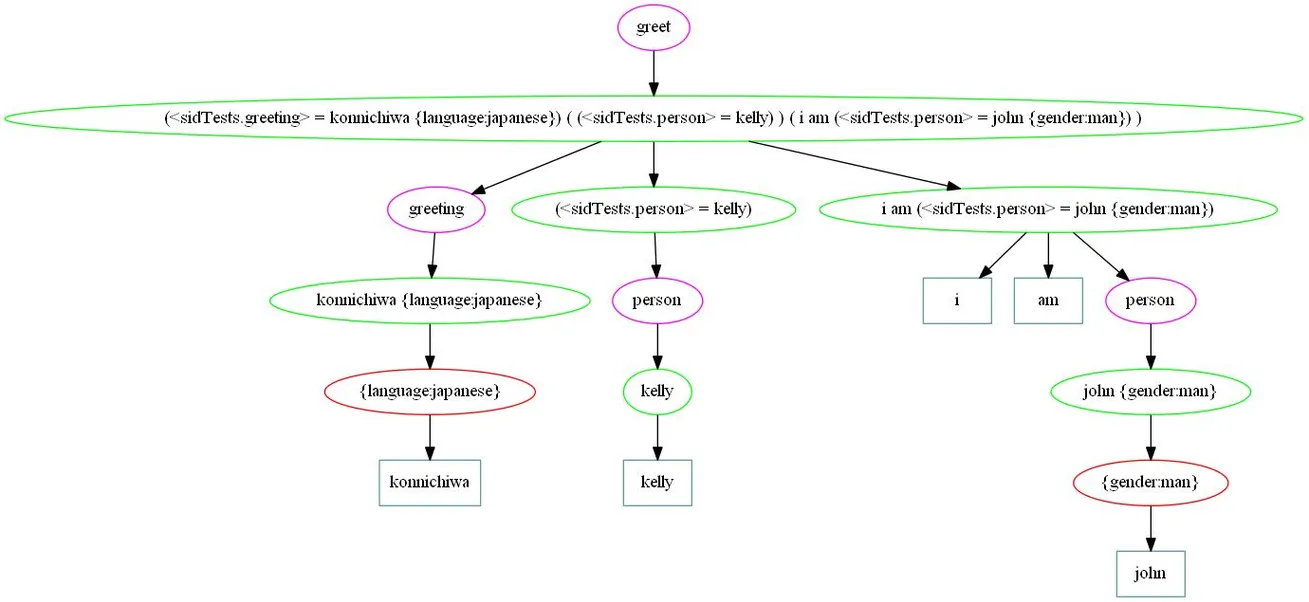 greet
(<sidTests.greeting> = konnichiwa {language:japanese}) ( (<sidTests.person> = kelly) ) ( i am (<sidTests.person> = john {gender:man}) )
greeting
(<sidTests.person> = kelly)
i am (<sidTests.person> = john {gender:man})
konnichiwa {language:japanese}
person
i
am
person
{language:japanese}
kelly
john {gender:man}
konnichiwa
kelly
{gender:man}
john